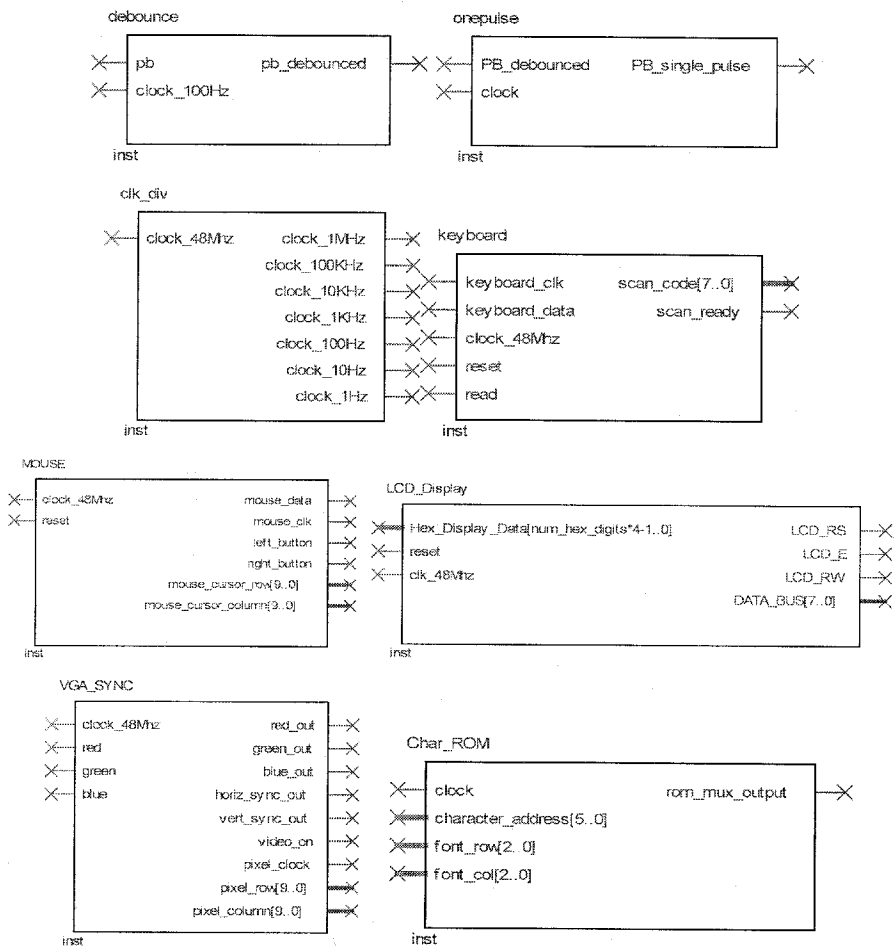 debounce
pb pb_debounced
clock_100Hz
inst
onepulse
PB_debounced PB_single_pulse
clock
inst
clk_div
clock_48Mhz clock_1MHz
clock_100KHz
clock_10KHz
clock_1KHz
clock_100Hz
clock_10Hz
clock_1Hz
inst
keyboard
keyboard_clk scan_code[7..0]
keyboard_data scan_ready
clock_48Mhz
reset
read
inst
MOUSE
clock_48Mhz mouse_data
reset mouse_clk
left_button
right_button
mouse_cursor_row[9..0]
mouse_cursor_column[9..0]
inst
LCD_Display
Hex_Display_Data[num_hex_digits*4-1..0] LCD_RS
reset LCD_E
clk_48Mhz LCD_RW
DATA_BUS[7..0]
inst
VGA_SYNC
clock_48Mhz red_out
red green_out
green blue_out
blue horiz_sync_out
vert_sync_out
video_on
pixel_clock
pixel_row[9..0]
pixel_column[9..0]
inst
Char_ROM
clock rom_mux_output
character_address[5..0]
font_row[2..0]
font_col[2..0]
inst